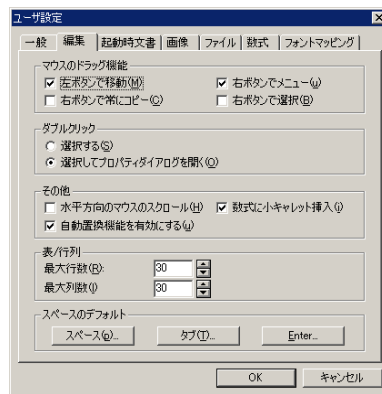 ユーザ設定
一般 編集 起動時文書 画像 ファイル 数式 フォントマッピング
マウスのドラッグ機能
左ボタンで移動(M) 右ボタンでメニュー(U)
右ボタンで常にコピー(C) 右ボタンで選択(B)
ダブルクリック
選択する(S)
選択してプロパティダイアログを開く(O)
その他
水平方向のマウスのスクロール(H) 数式に小キャレット挿入(I)
自動置換機能を有効にする(U)
表/行列
最大行数(R): 30
最大列数(I) 30
スペースのデフォルト
スペース(P)... タブ(T)... Enter...
OK キャンセル